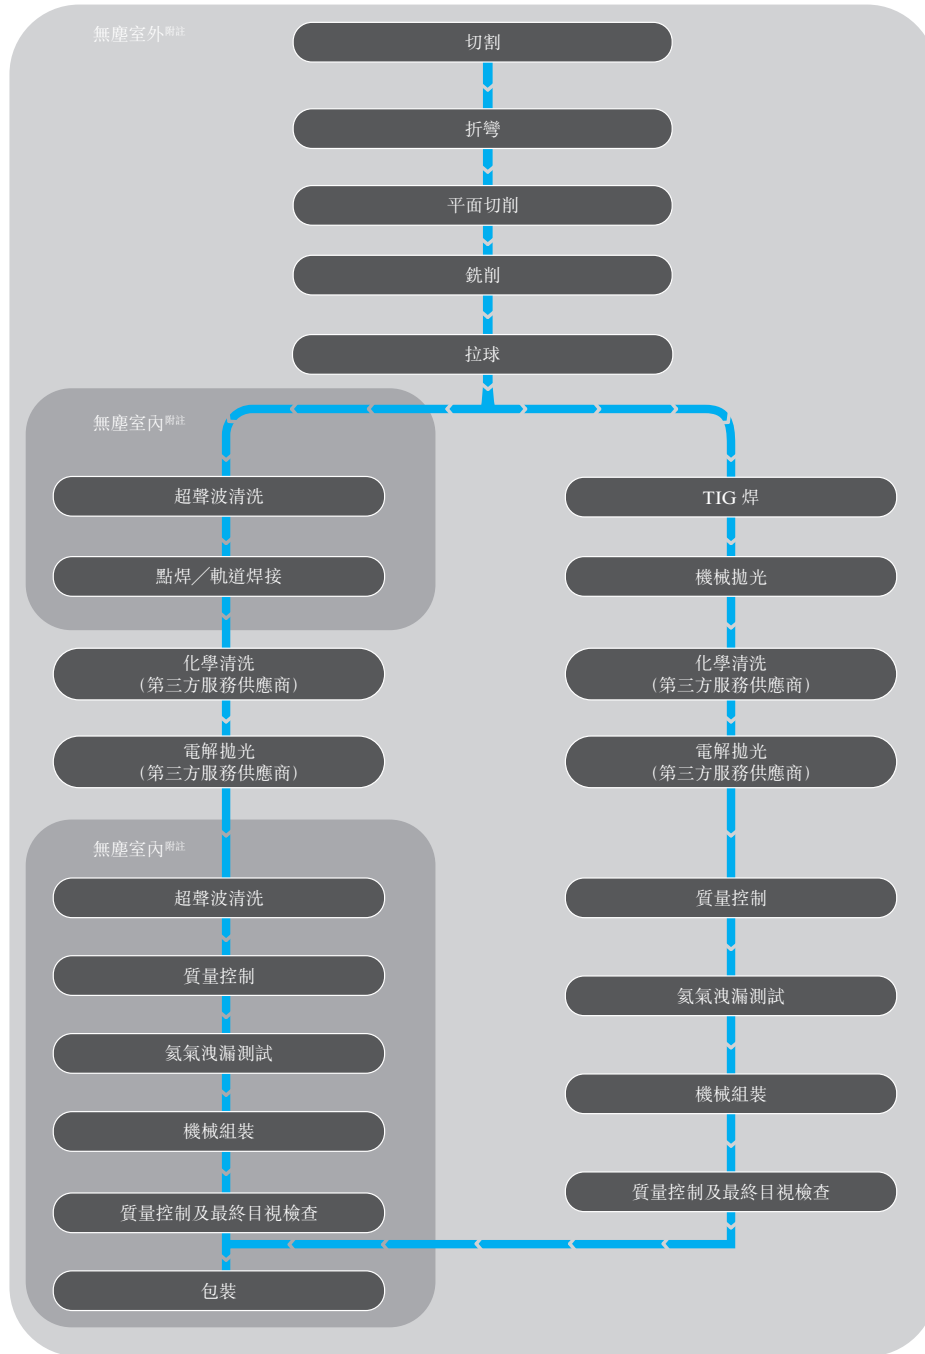 無塵室外附註
切割
折彎
平面切削
銑削
拉球
無塵室內附註
超聲波清洗
點焊／軌道焊接
化學清洗
(第三方服務供應商)
電解拋光
(第三方服務供應商)
無塵室內附註
超聲波清洗
質量控制
氦氣洩漏測試
機械組裝
質量控制及最終目視檢查
包裝
TIG 焊
機械拋光
化學清洗
(第三方服務供應商)
電解拋光
(第三方服務供應商)
質量控制
氦氣洩漏測試
機械組裝
質量控制及最終目視檢查